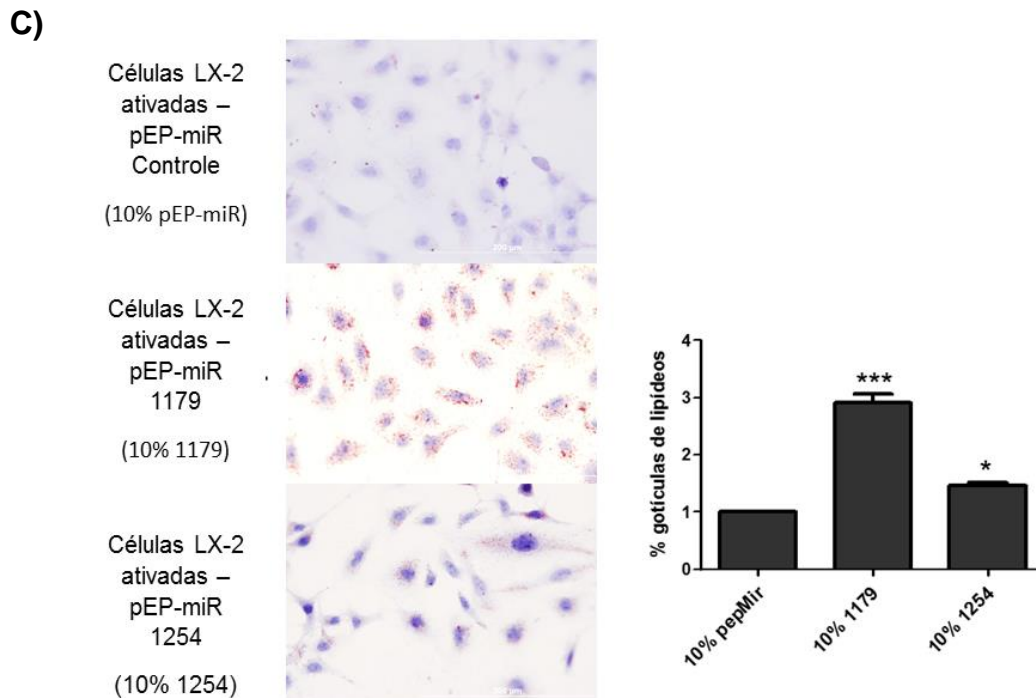 C)
Células LX-2
ativadas –
pEP-miR
Controle
(10% pEP-miR)
200 µm
Células LX-2
ativadas –
pEP-miR
1179
(10% 1179)
Células LX-2
ativadas –
pEP-miR
1254
(10% 1254)
% gotículas de lipídeos
4
3
2
1
0
***
*
10% pepMir
10% 1179
10% 1254